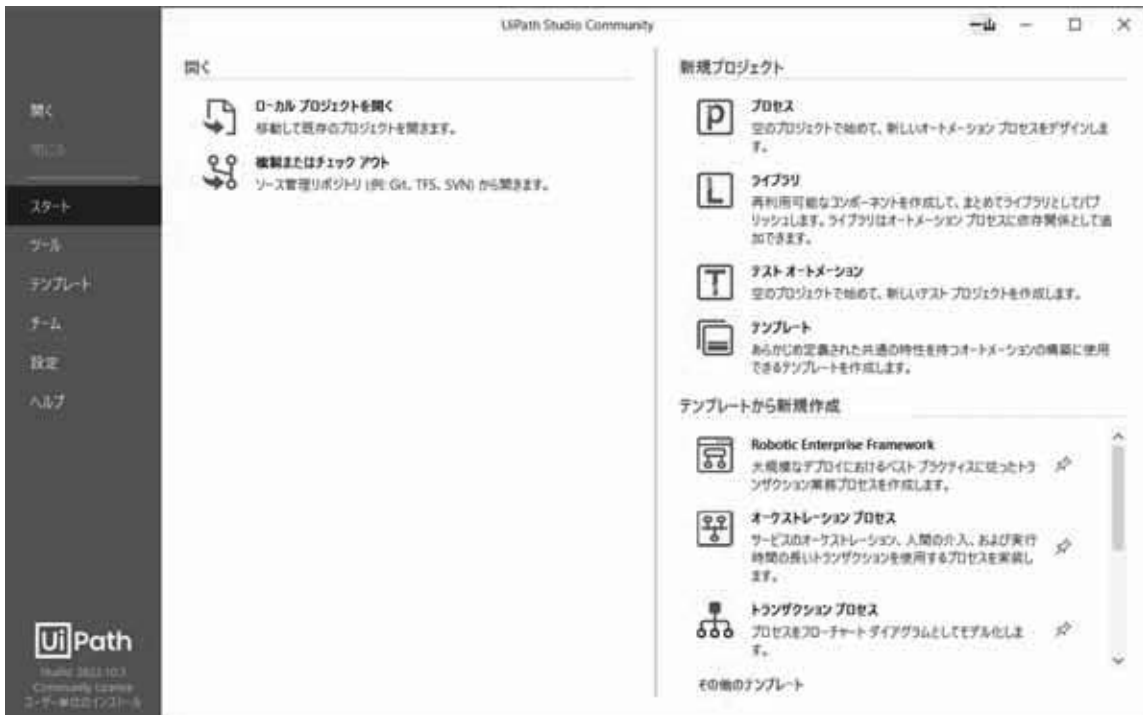 UiPath Studio Community
一山
開く
閉じる
スタート
ツール
テンプレート
チーム
設定
ヘルプ
UiPath
Studio 2022.10.3
Community License
ユーザー単位のインストール
開く
ローカル プロジェクトを開く
移動して既存のプロジェクトを開きます。
複製またはチェック アウト
ソース管理リポジトリ (例: Git、TFS、SVN) から開きます。
新規プロジェクト
P
プロセス
空のプロジェクトで始めて、新しいオートメーション プロセスをデザインしま
す。
L
ライブラリ
再利用可能なコンポーネントを作成して、まとめてライブラリとしてパブ
リッシュします。ライブラリはオートメーション プロセスに依存関係として追
加できます。
T
テスト オートメーション
空のプロジェクトで始めて、新しいテスト プロジェクトを作成します。
テンプレート
あらかじめ定義された共通の特性を持つオートメーションの構築に使用
できるテンプレートを作成します。
テンプレートから新規作成
Robotic Enterprise Framework
大規模なデプロイにおけるベスト プラクティスに従ったトラ
ンザクション業務プロセスを作成します。
オーケストレーション プロセス
サービスのオーケストレーション、人間の介入、および実行
時間の長いトランザクションを使用するプロセスを実装し
ます。
トランザクション プロセス
プロセスをフローチャート ダイアグラムとしてモデル化しま
す。
その他のテンプレート